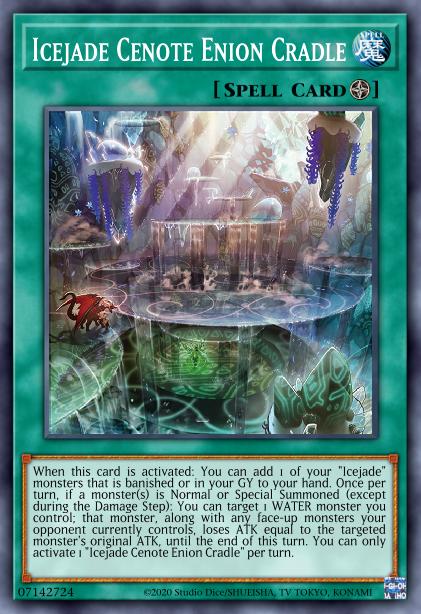 Icejade Cenote Enion Cradle
SPELL
魔
[Spell Card]
When this card is activated: You can add 1 of your "Icejade"
monsters that is banished or in your GY to your hand. Once per
turn, if a monster(s) is Normal or Special Summoned (except
during the Damage Step): You can target 1 WATER monster you
control; that monster, along with any face-up monsters your
opponent currently controls, loses ATK equal to the targeted
monster's original ATK, until the end of this turn. You can only
activate 1 "Icejade Cenote Enion Cradle" per turn.
07142724
©2020 Studio Dice/SHUEISHA, TV TOKYO, KONAMI